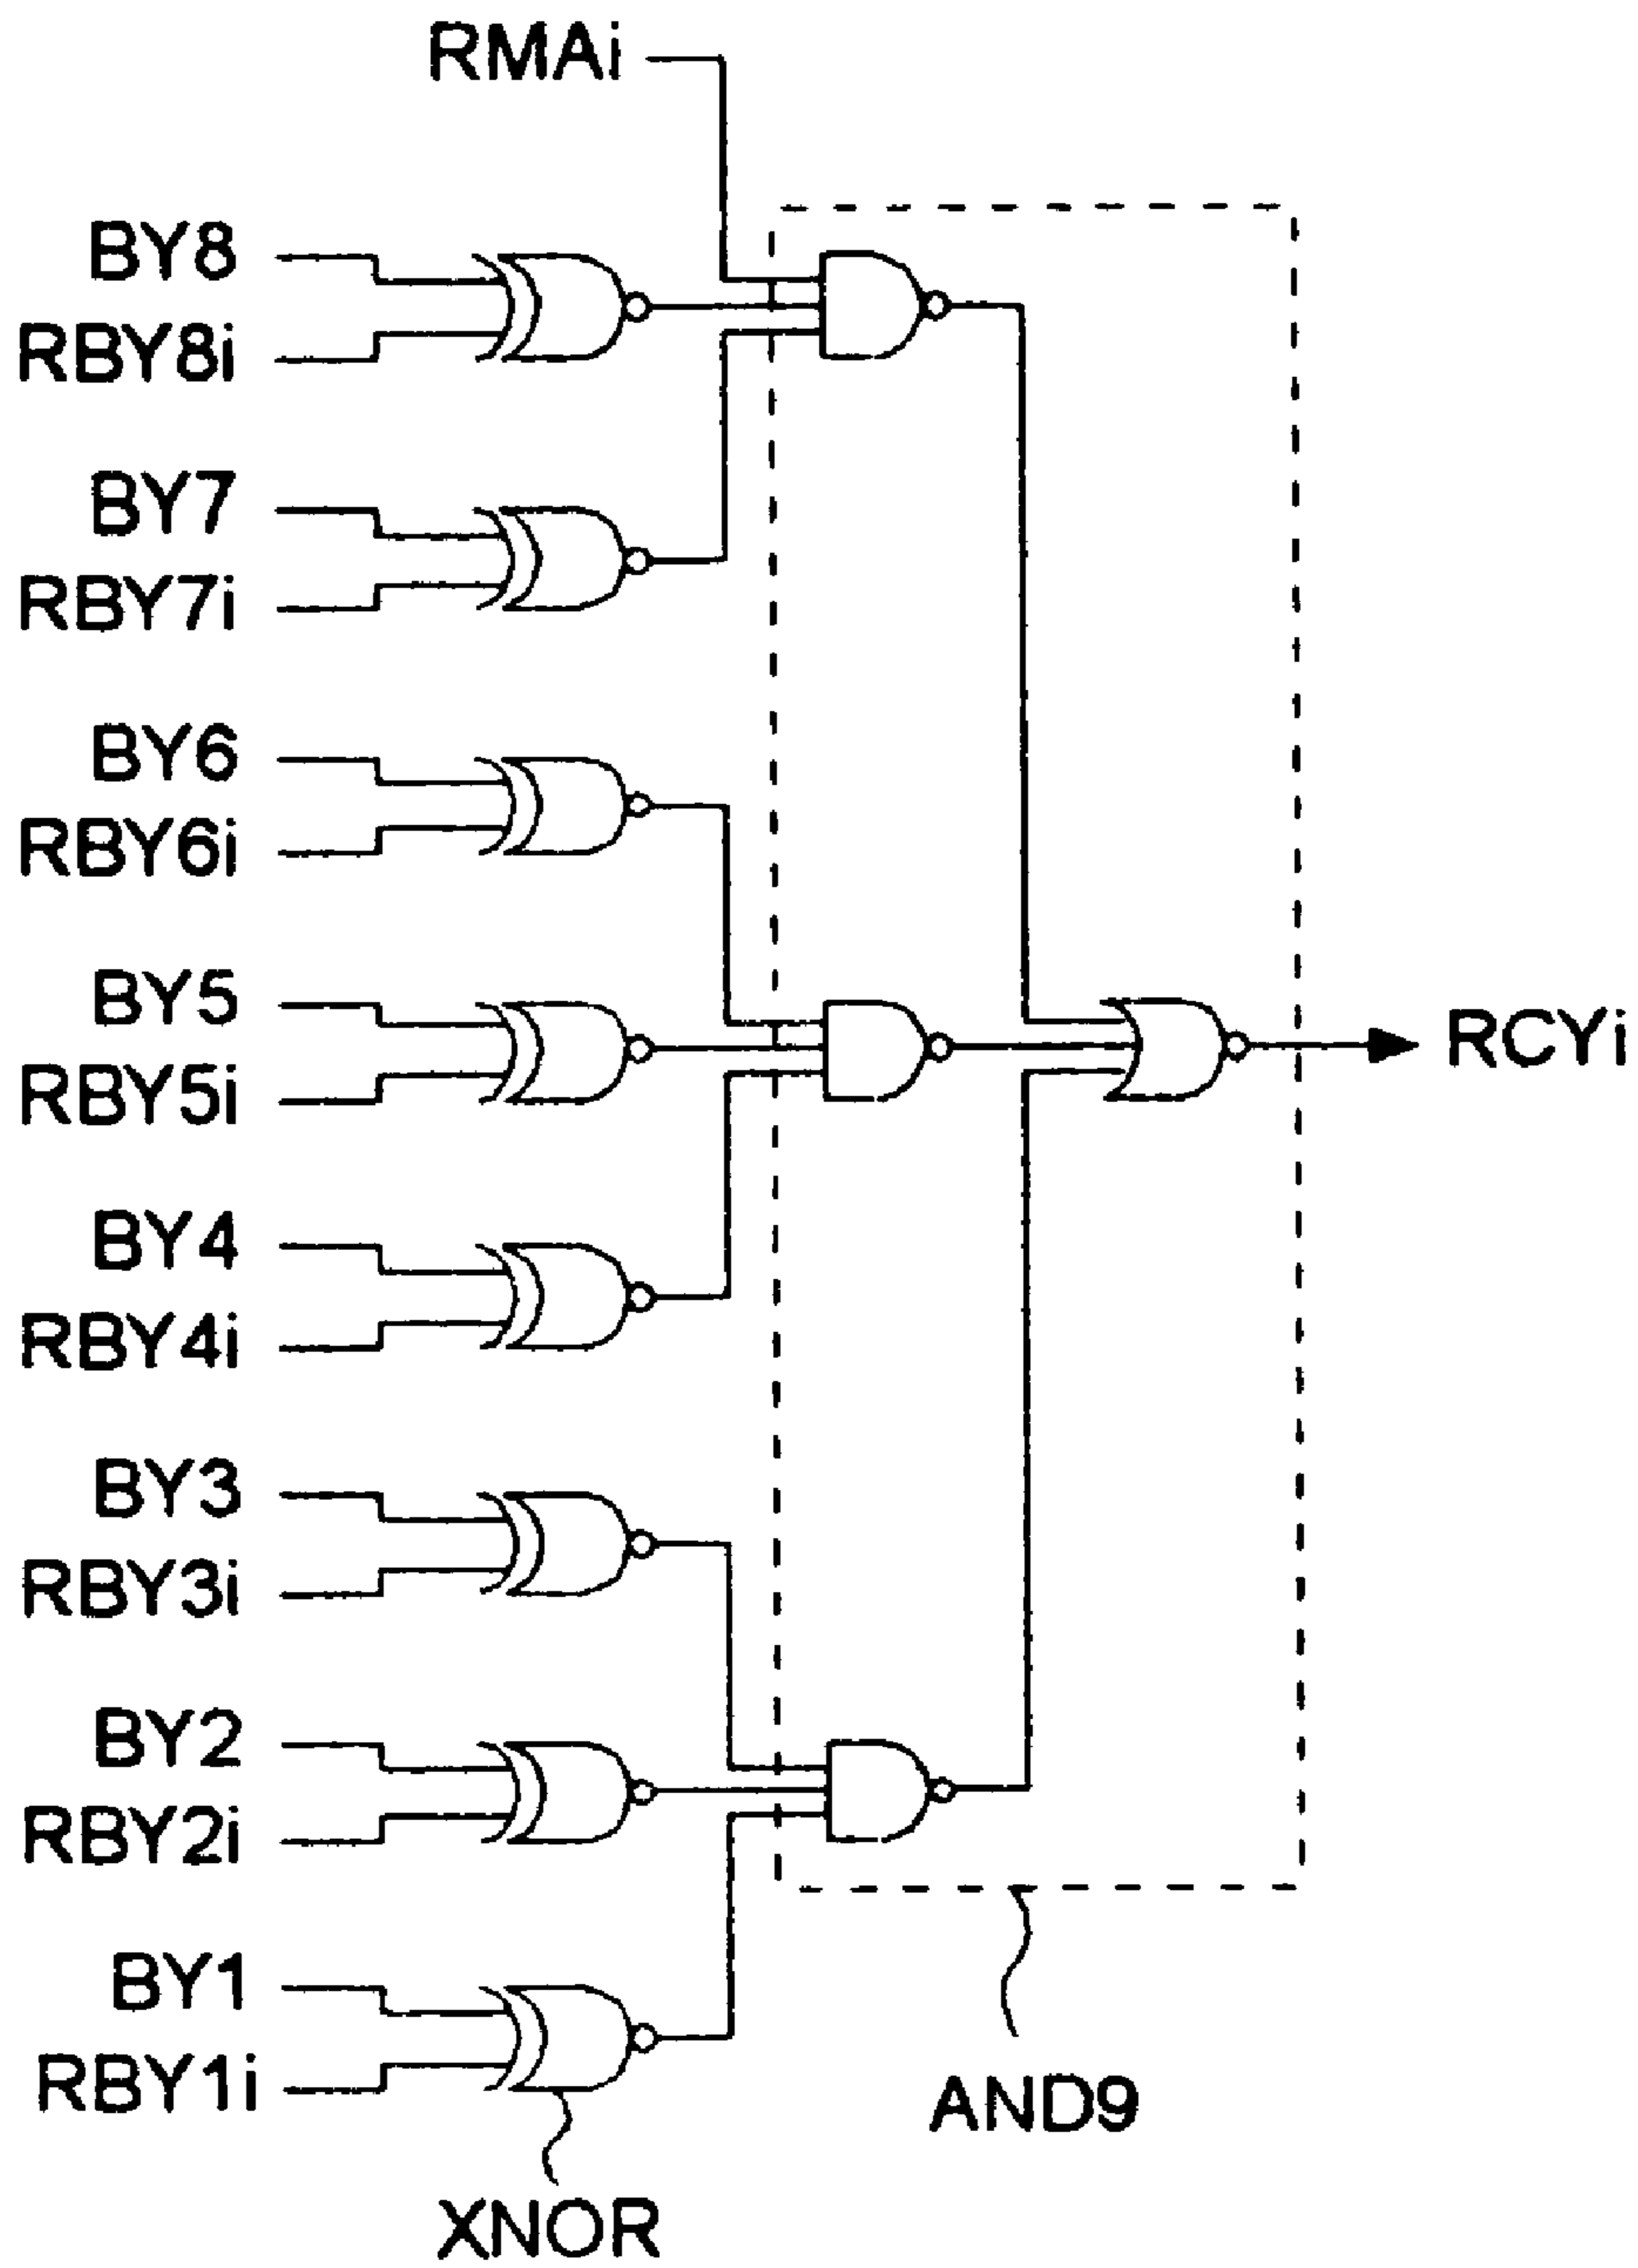 RMAi
BY8
RBY8i
BY7
RBY7i
BY6
RBY6i
BY5
RCYi
RBY5i
BY4
RBY4i
BY3
RBY3i
BY2
RBY2i
BY1
RBY1i
AND9
XNOR